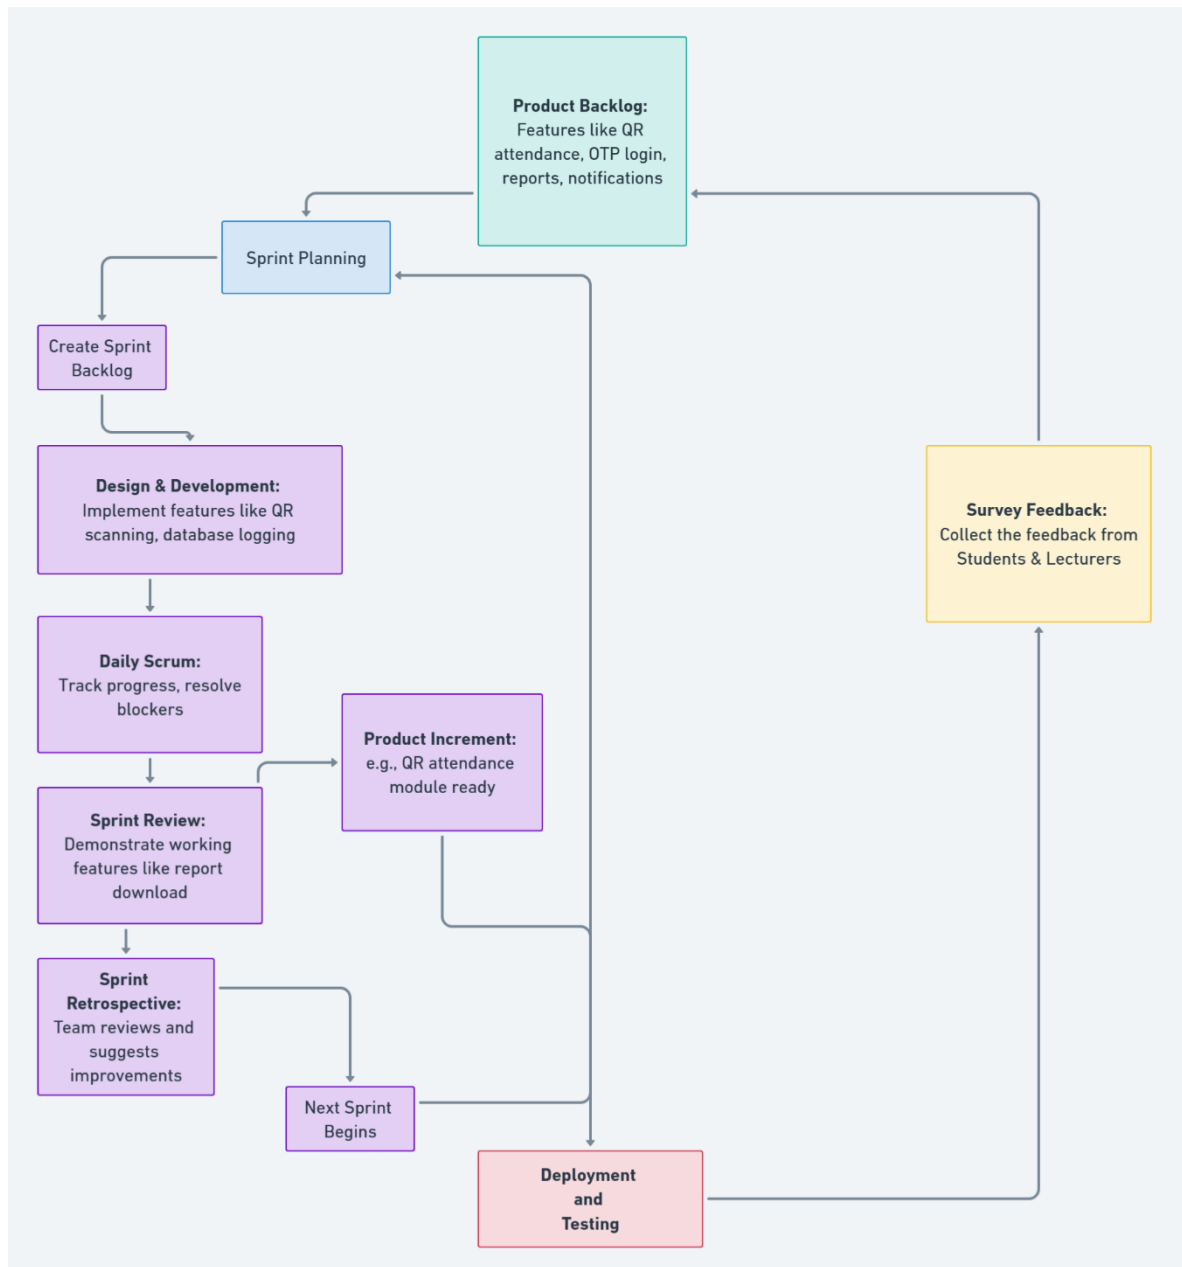 Product Backlog:
Features like QR
attendance, OTP login,
reports, notifications
Sprint Planning
Create Sprint
Backlog
Design & Development:
Implement features like QR
scanning, database logging
Survey Feedback:
Collect the feedback from
Students & Lecturers
Daily Scrum:
Track progress, resolve
blockers
Product Increment:
e.g., QR attendance
module ready
Sprint Review:
Demonstrate working
features like report
download
Sprint
Retrospective:
Team reviews and
suggests
improvements
Next Sprint
Begins
Deployment
and
Testing